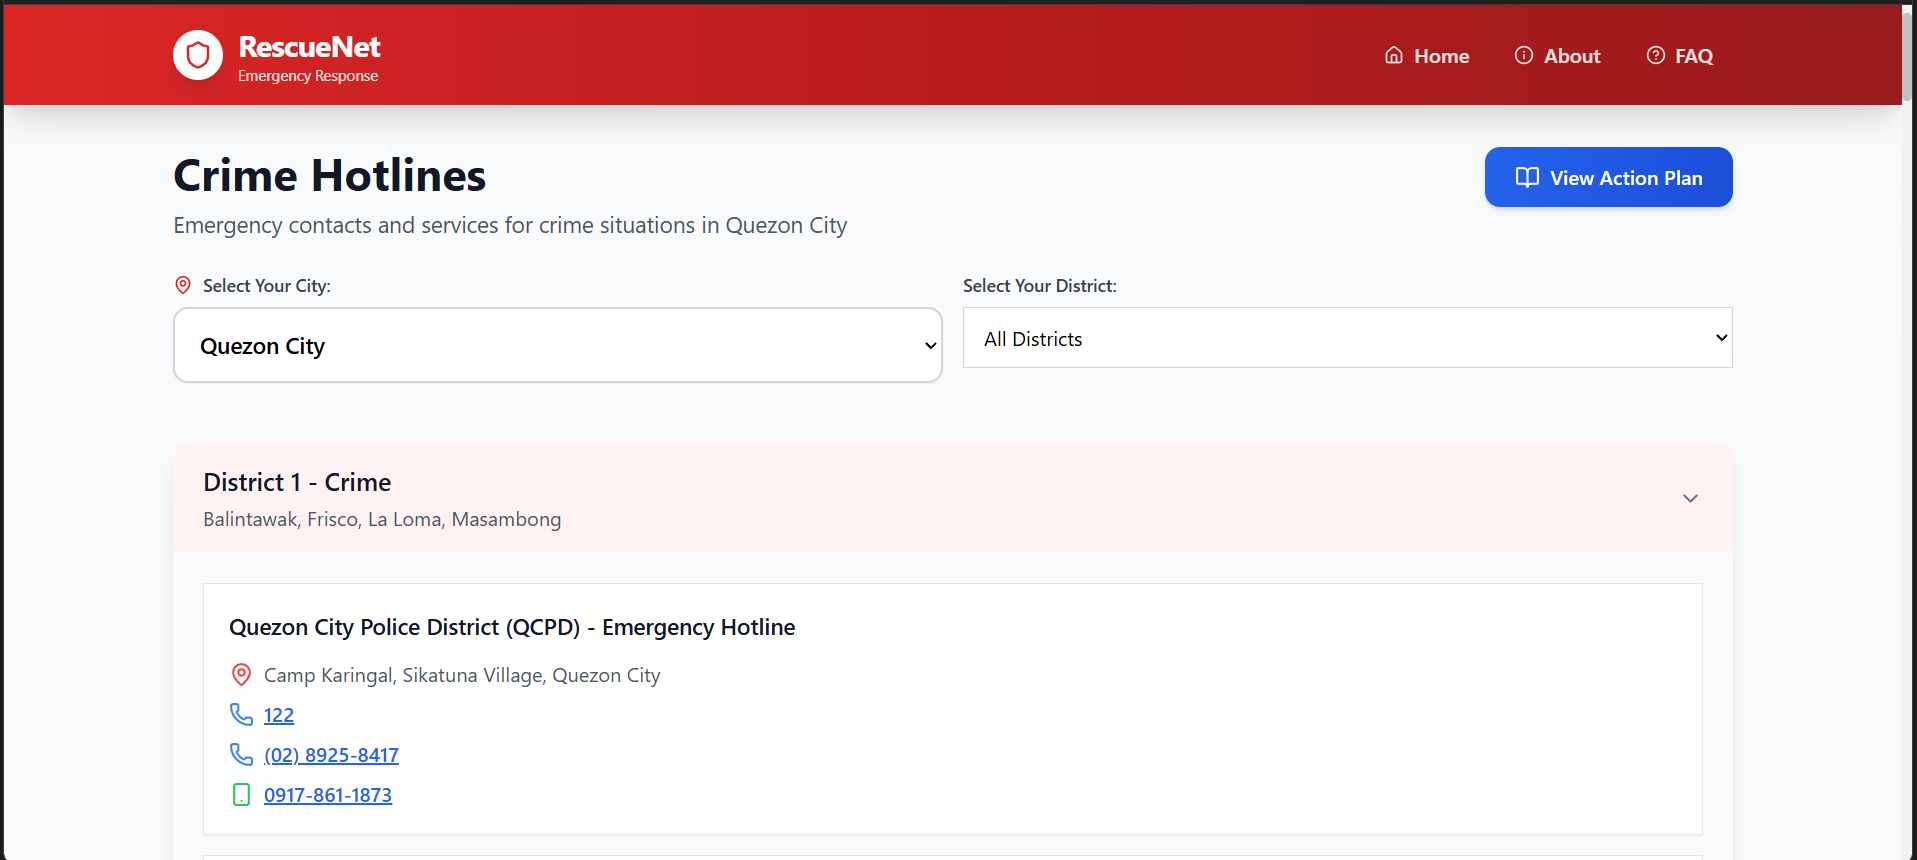 RescueNet
Emergency Response
Home
About
FAQ
Crime Hotlines
View Action Plan
Emergency contacts and services for crime situations in Quezon City
Select Your City:
Select Your District:
Quezon City
All Districts
District 1 - Crime
Balintawak, Frisco, La Loma, Masambong
Quezon City Police District (QCPD) - Emergency Hotline
Camp Karingal, Sikatuna Village, Quezon City
122
(02) 8925-8417
0917-861-1873